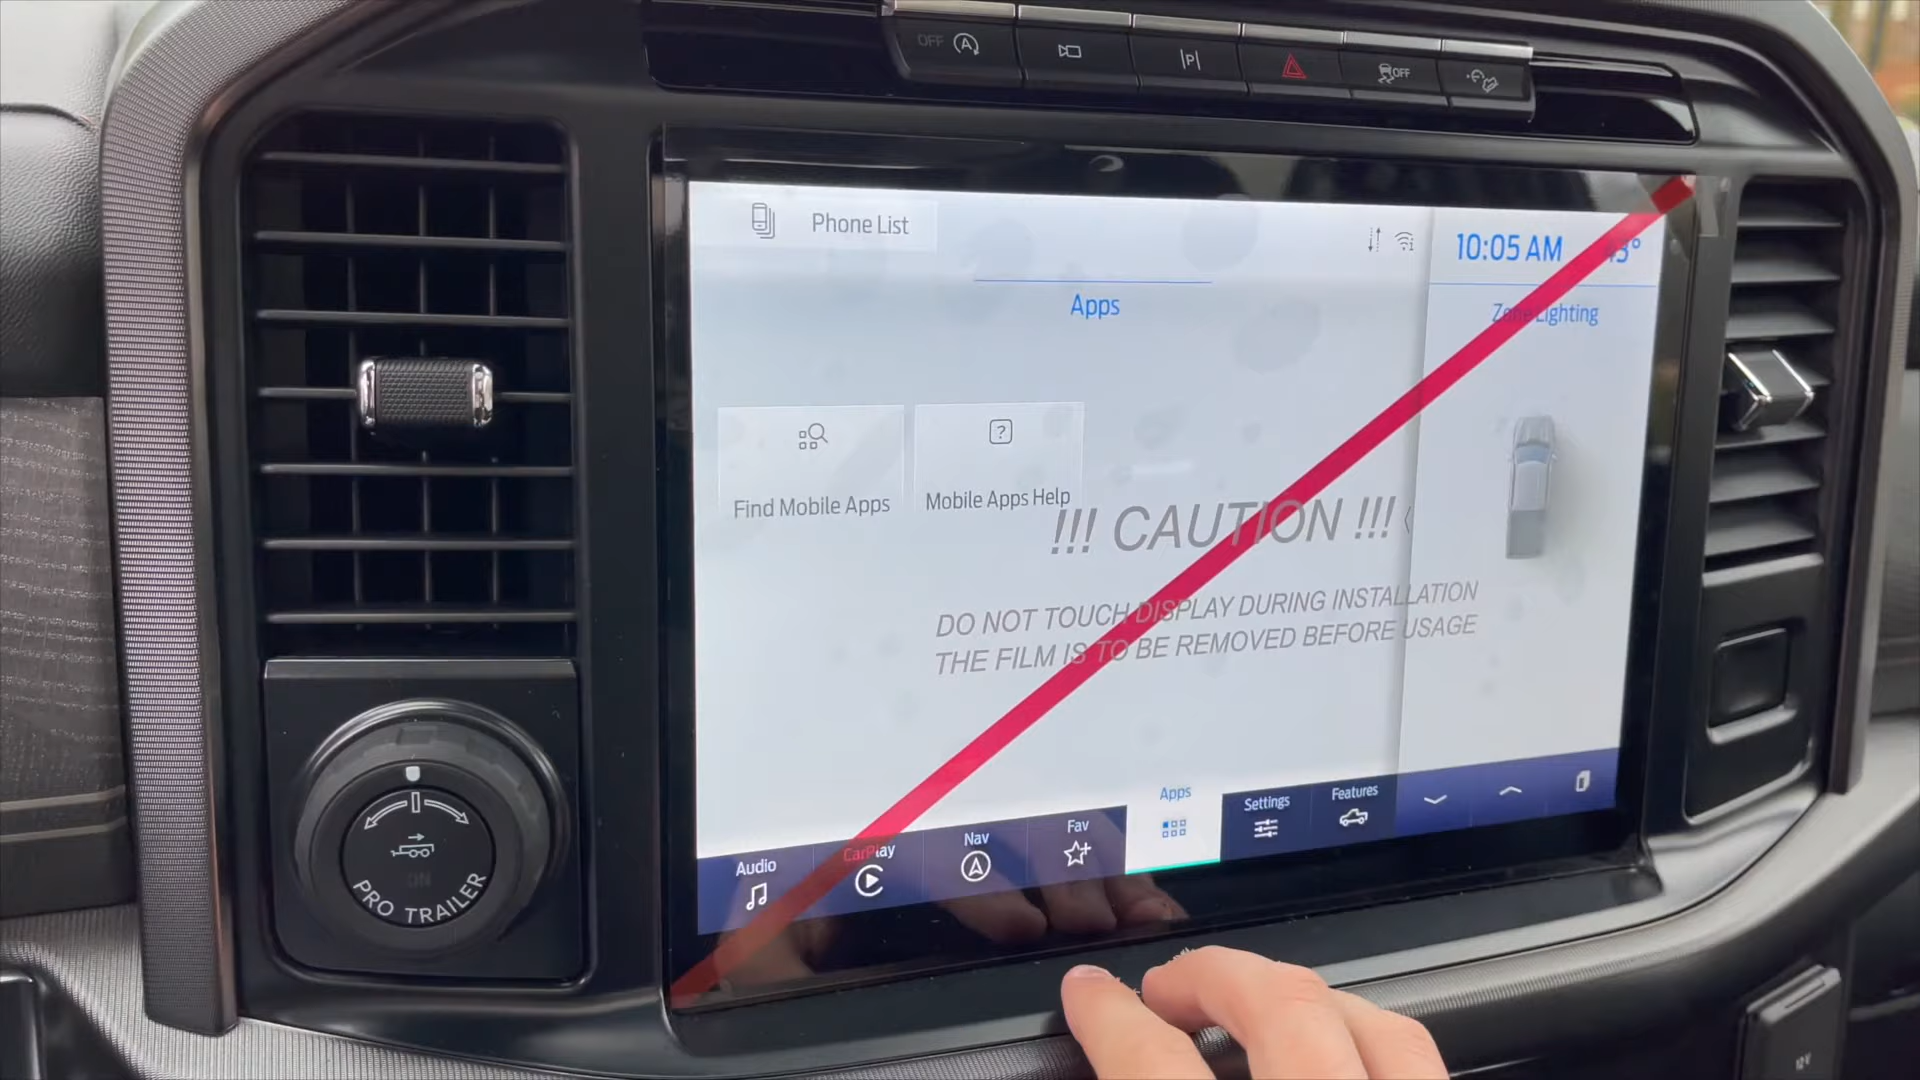 OFF
P
OFF
Phone List
10:05 AM
Apps
Zone Lighting
?
Find Mobile Apps
Mobile Apps Help
!!! CAUTION !!!
DO NOT TOUCH DISPLAY DURING INSTALLATION
THE FILM IS TO BE REMOVED BEFORE USAGE
Audio
CarPlay
Nav
Fav
Apps
Settings
Features
ON
PRO TRAILER
12V